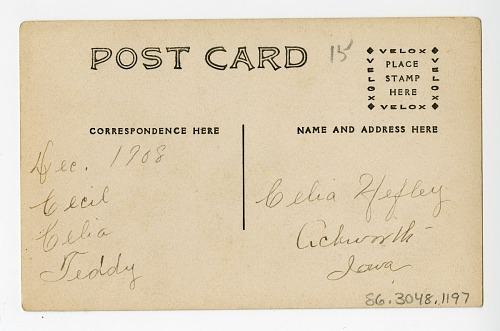 POST CARD
15
VELOX
VELOX PLACE VELOX
STAMP
HERE
VELOX
CORRESPONDENCE HERE
NAME AND ADDRESS HERE
Dec. 1908
Cecil
Celia
Teddy
Celia Hefley
Ackworth
Iowa
86.3048.1197